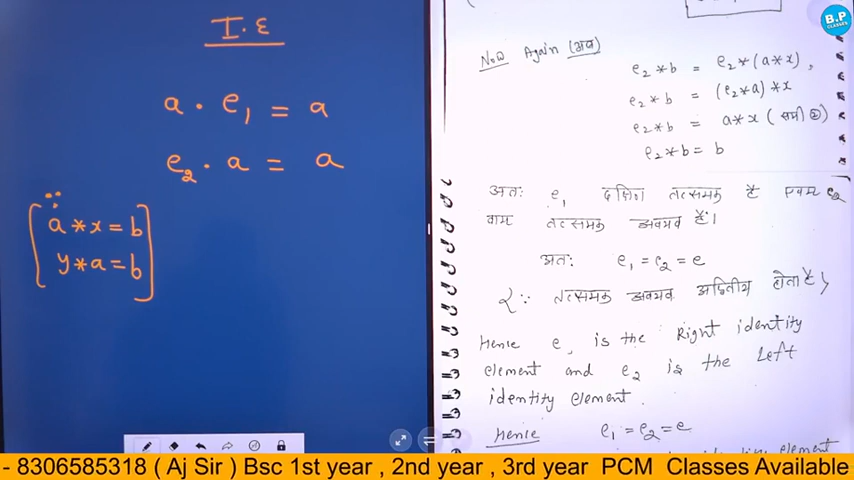 I.E
a . e₁ = a
e₂ . a = a
∵
a * x = b
y * a = b
B.P
CLASSES
Now Again (अब)
e₂ * b = e₂ * (a * x),
e₂ * b = (e₂ * a) * x
e₂ * b = a * x ( समी ②)
e₂ * b = b
अतः e₁ दक्षिण तत्समक है एवम e₂
वाम तत्समक अवयव हैं।
अतः e₁ = e₂ = e
∵ तत्समक अवयव अद्वितीय होता है
Hence e₁ is the Right identity
element and e₂ is the Left
identity element.
Hence e₁ = e₂ = e
element
- 8306585318 ( Aj Sir ) Bsc 1st year , 2nd year , 3rd year PCM Classes Available